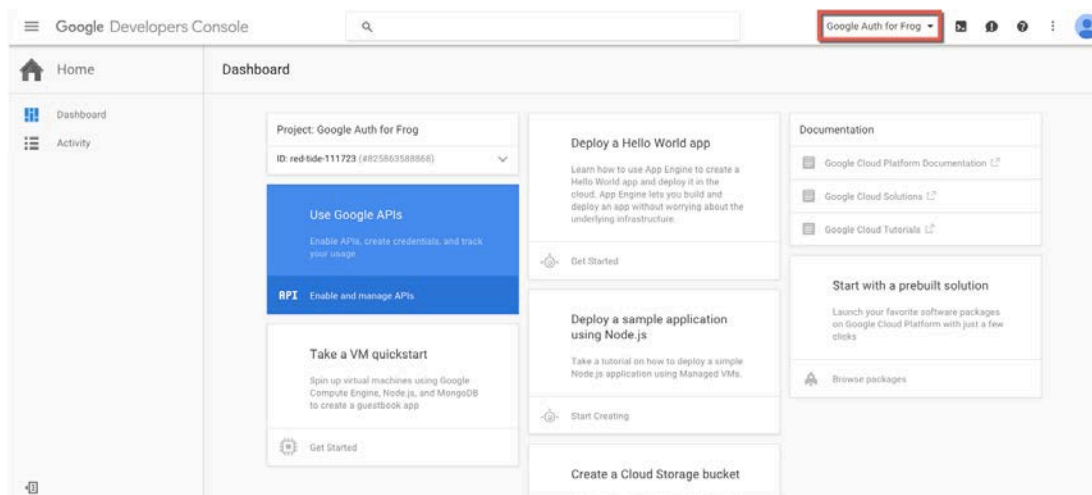 Google Developers Console
Google Auth for Frog
Home
Dashboard
Dashboard
Activity
Project: Google Auth for Frog
ID: red-tide-111723 (#825863588868)
Use Google APIs
Enable APIs, create credentials, and track
your usage
API Enable and manage APIs
Take a VM quickstart
Spin up virtual machines using Google
Compute Engine, Node.js, and MongoDB
to create a guestbook app
Get Started
Deploy a Hello World app
Learn how to use App Engine to create a
Hello World app and deploy it in the
cloud. App Engine lets you build and
deploy an app without worrying about the
underlying infrastructure.
Get Started
Deploy a sample application
using Node.js
Take a tutorial on how to deploy a simple
Node.js application using Managed VMs.
Start Creating
Create a Cloud Storage bucket
Documentation
Google Cloud Platform Documentation
Google Cloud Solutions
Google Cloud Tutorials
Start with a prebuilt solution
Launch your favorite software packages
on Google Cloud Platform with just a few
clicks
Browse packages